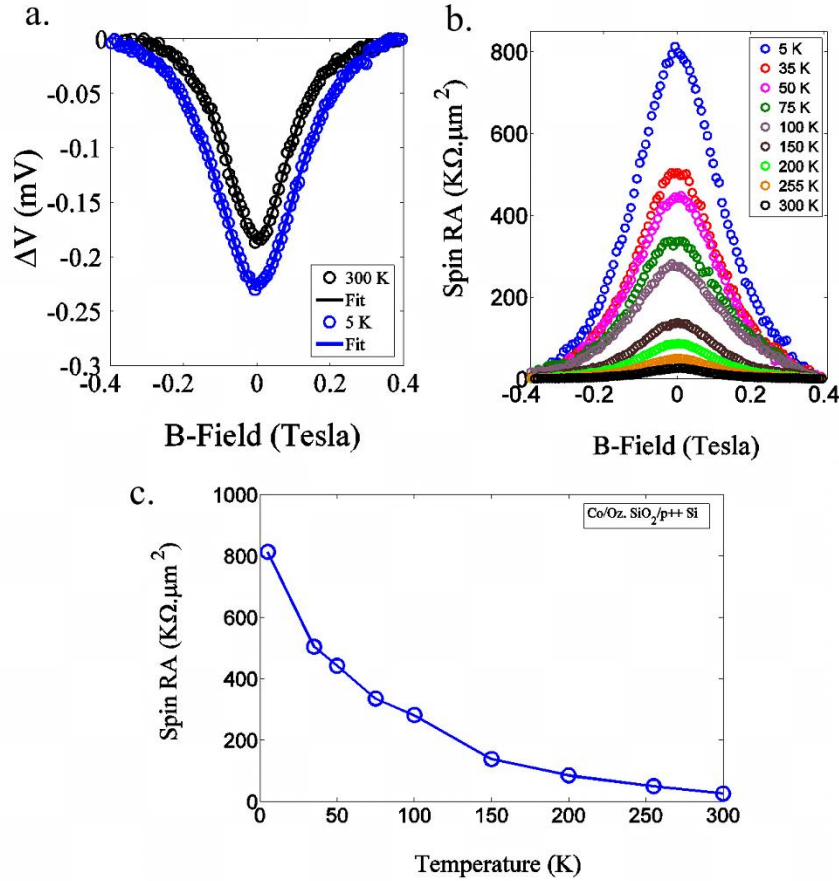 a.
0
-0.05
-0.1
-0.15
-0.2
-0.25
-0.3
-0.4 -0.2 0 0.2 0.4
ΔV (mV)
B-Field (Tesla)
300 K
Fit
5 K
Fit
b.
800
600
400
200
0
-0.4 -0.2 0 0.2 0.4
Spin RA (KΩ.μm²)
B-Field (Tesla)
5 K
35 K
50 K
75 K
100 K
150 K
200 K
255 K
300 K
c.
1000
800
600
400
200
0
0 50 100 150 200 250 300
Spin RA (KΩ.μm²)
Temperature (K)
Co/Oz. SiO₂/p++ Si